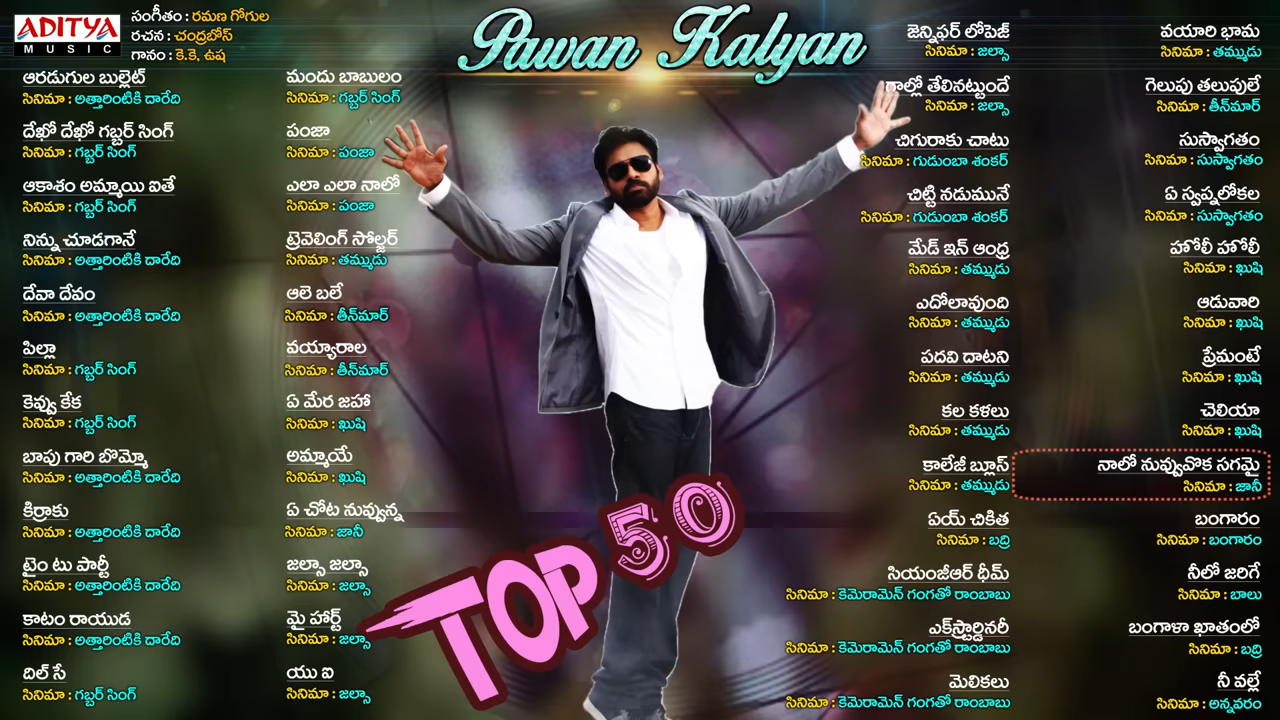 ADITYA
MUSIC
సంగీతం : రమణ గోగుల
రచన : చంద్రబోస్
గానం : కె.కె, ఉష
Pawan Kalyan
ఆరడుగుల బుల్లెట్
సినిమా : అత్తారింటికి దారేది
దేఖో దేఖో గబ్బర్ సింగ్
సినిమా : గబ్బర్ సింగ్
ఆకాశం అమ్మాయి ఐతే
సినిమా : గబ్బర్ సింగ్
నిన్ను చూడగానే
సినిమా : అత్తారింటికి దారేది
దేవా దేవం
సినిమా : అత్తారింటికి దారేది
పిల్లా
సినిమా : గబ్బర్ సింగ్
కెవ్వు కేక
సినిమా : గబ్బర్ సింగ్
బాపు గారి బొమ్మో
సినిమా : అత్తారింటికి దారేది
కిర్రాకు
సినిమా : అత్తారింటికి దారేది
టైం టు పార్టీ
సినిమా : అత్తారింటికి దారేది
కాటం రాయుడ
సినిమా : అత్తారింటికి దారేది
దిల్ సే
సినిమా : గబ్బర్ సింగ్
మందు బాబులం
సినిమా : గబ్బర్ సింగ్
పంజా
సినిమా : పంజా
ఎలా ఎలా నాలో
సినిమా : పంజా
ట్రావెలింగ్ సోల్జర్
సినిమా : తమ్ముడు
ఆలె బలే
సినిమా : తీన్‌మార్
వయ్యారాల
సినిమా : తీన్‌మార్
ఏ మేర జహా
సినిమా : ఖుషి
అమ్మాయే
సినిమా : ఖుషి
ఏ చోట నువ్వున్న
సినిమా : జానీ
జల్సా జల్సా
సినిమా : జల్సా
మై హార్ట్
సినిమా : జల్సా
యు ఐ
సినిమా : జల్సా
TOP 50
జెన్నిఫర్ లోపెజ్
సినిమా : జల్సా
గాల్లో తేలినట్టుందే
సినిమా : జల్సా
చిగురాకు చాటు
సినిమా : గుడుంబా శంకర్
చిట్టి నడుమునే
సినిమా : గుడుంబా శంకర్
మేడ్ ఇన్ ఆంధ్ర
సినిమా : తమ్ముడు
ఎదోలావుంది
సినిమా : తమ్ముడు
పదవి దాటని
సినిమా : తమ్ముడు
కల కళలు
సినిమా : తమ్ముడు
కాలేజీ బ్లూస్
సినిమా : తమ్ముడు
ఏయ్ చికిత
సినిమా : బద్రి
సియంజీఆర్ థీమ్
సినిమా : కెమెరామెన్ గంగతో రాంబాబు
ఎక్‌స్ట్రార్డినరీ
సినిమా : కెమెరామెన్ గంగతో రాంబాబు
మెలికలు
సినిమా : కెమెరామెన్ గంగతో రాంబాబు
వయారి భామ
సినిమా : తమ్ముడు
గెలుపు తలుపులే
సినిమా : తీన్‌మార్
సుస్వాగతం
సినిమా : సుస్వాగతం
ఏ స్వప్నలోకల
సినిమా : సుస్వాగతం
హోలీ హోలీ
సినిమా : ఖుషి
ఆడువారి
సినిమా : ఖుషి
ప్రేమంటే
సినిమా : ఖుషి
చెలియా
సినిమా : ఖుషి
నాలో నువ్వువొక సగమై
సినిమా : జానీ
బంగారం
సినిమా : బంగారం
నీలో జరిగే
సినిమా : బాలు
బంగాళా ఖాతంలో
సినిమా : బద్రి
నీ వల్లే
సినిమా : అన్నవరం